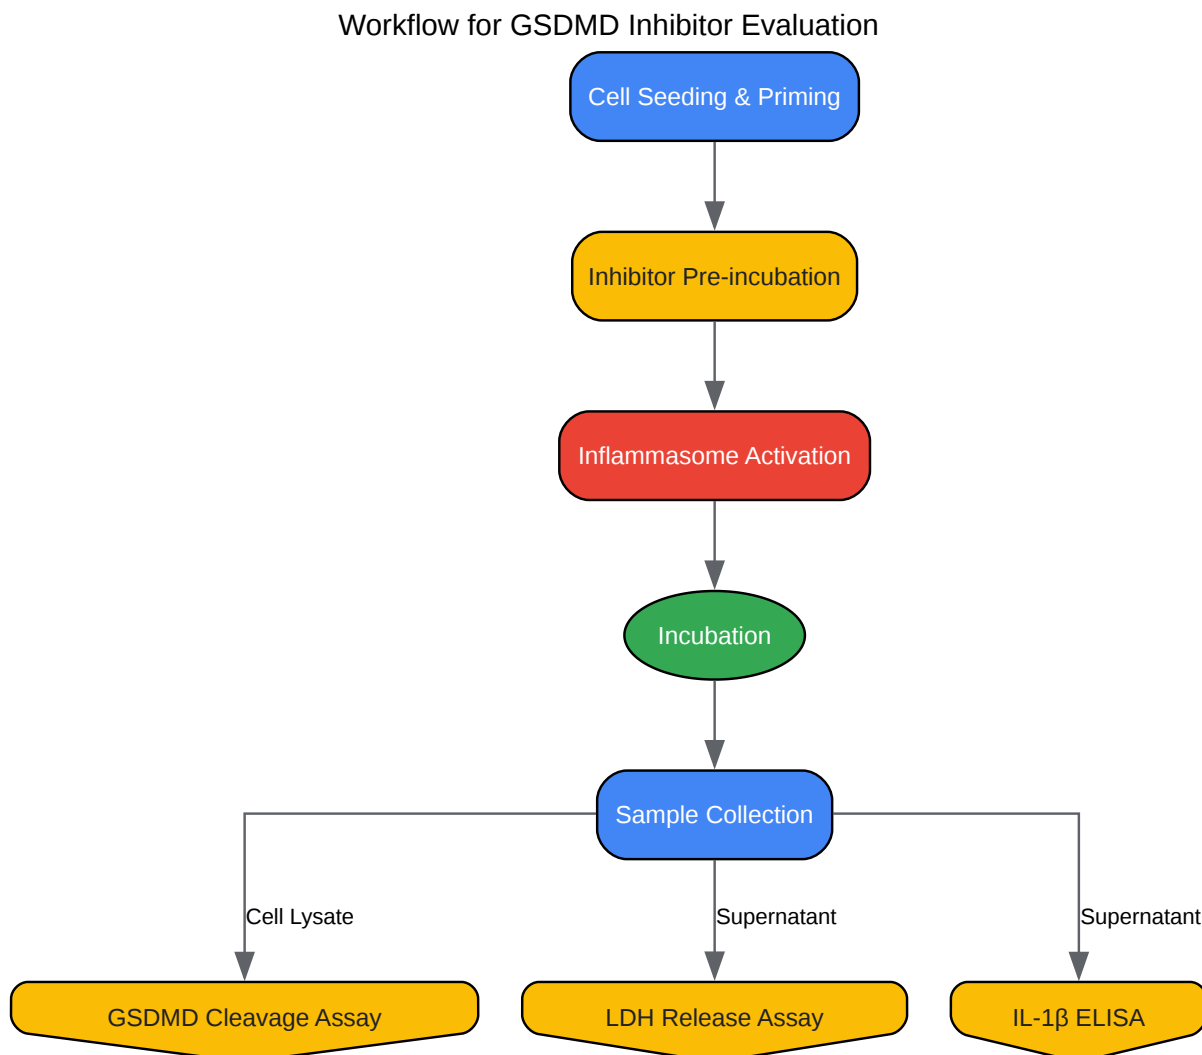 Workflow for GSDMD Inhibitor Evaluation
Cell Seeding & Priming
Inhibitor Pre-incubation
Inflammasome Activation
Incubation
Sample Collection
Cell Lysate
Supernatant
Supernatant
GSDMD Cleavage Assay
LDH Release Assay
IL-1β ELISA